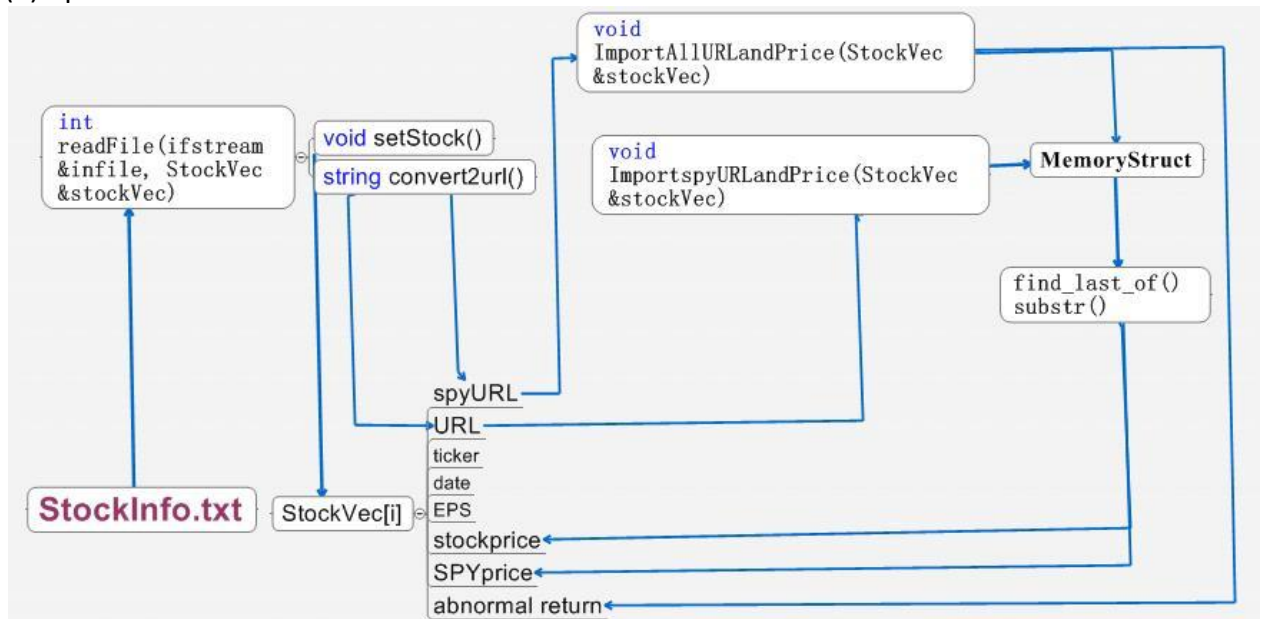 void
ImportAllURLandPrice(StockVec
&stockVec)
int
readFile(ifstream
&infile, StockVec
&stockVec)
void setStock()
string convert2url()
void
ImportspyURLandPrice(StockVec
&stockVec)
MemoryStruct
find_last_of()
substr()
spyURL
URL
ticker
date
EPS
stockprice
SPYprice
abnormal return
StockInfo.txt
StockVec[i]